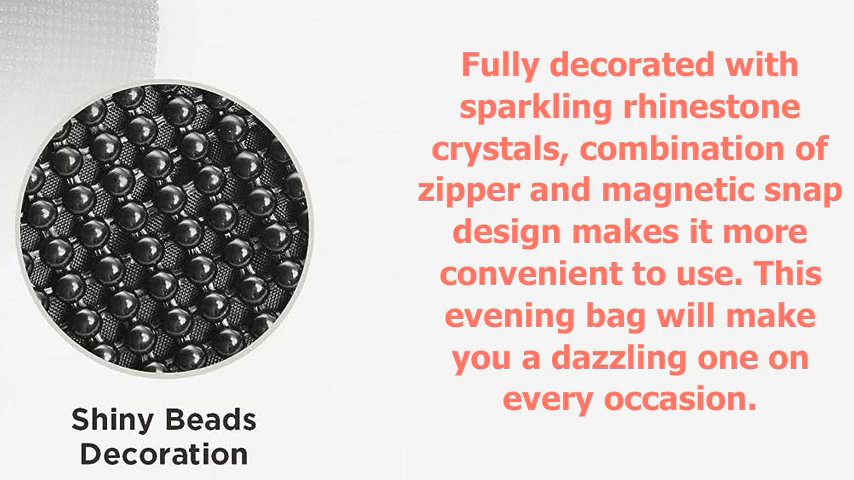 Shiny Beads
Decoration
Fully decorated with
sparkling rhinestone
crystals, combination of
zipper and magnetic snap
design makes it more
convenient to use. This
evening bag will make
you a dazzling one on
every occasion.